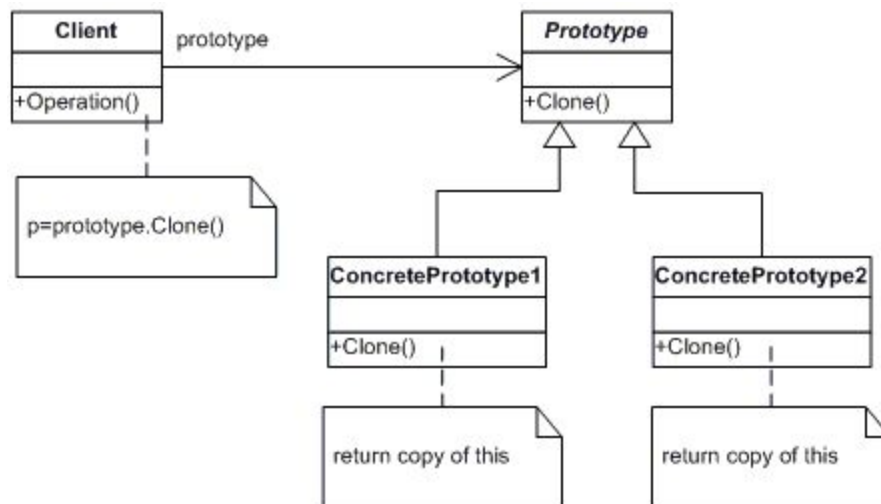 Client
prototype
Prototype
+Operation()
+Clone()
p=prototype.Clone()
ConcretePrototype1
ConcretePrototype2
+Clone()
+Clone()
return copy of this
return copy of this